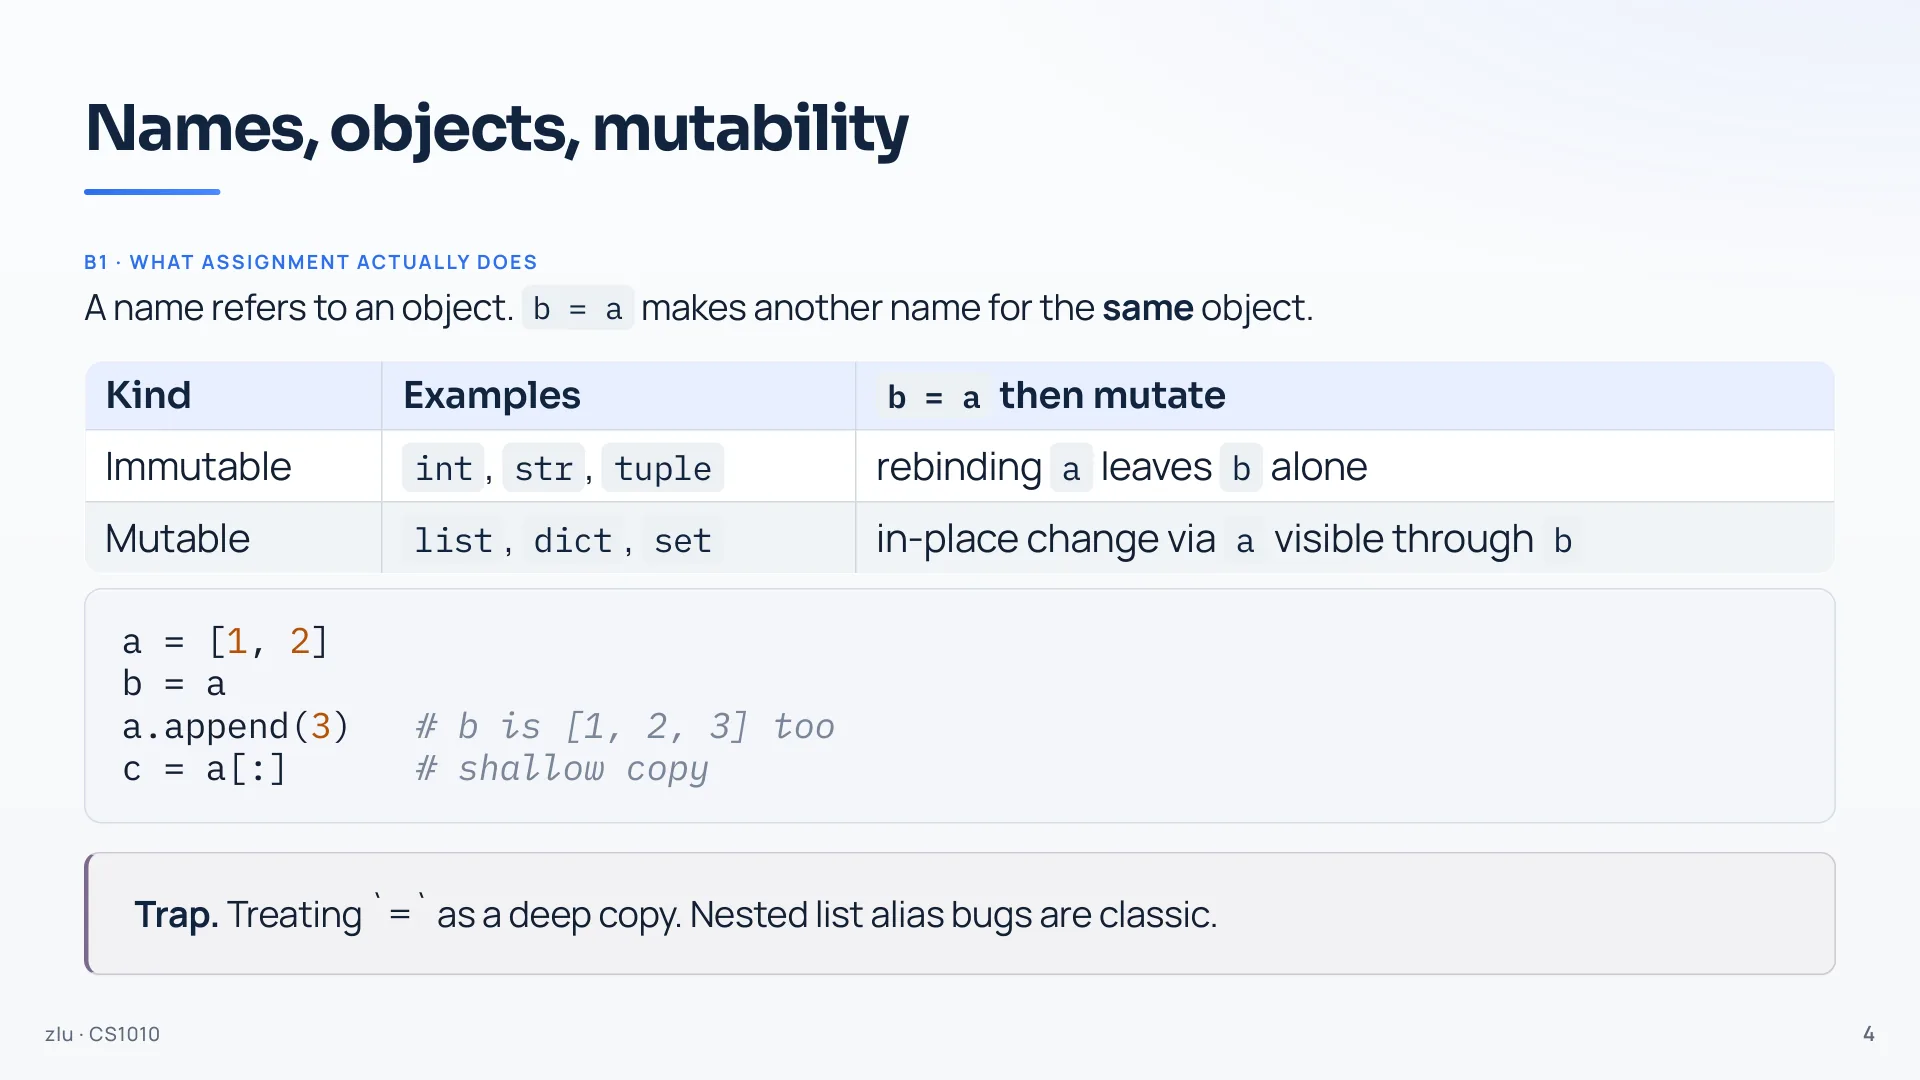 Names, objects, mutability
B1 · WHAT ASSIGNMENT ACTUALLY DOES
A name refers to an object. b = a makes another name for the same object.
Kind Examples b = a then mutate
Immutable int, str, tuple rebinding a leaves b alone
Mutable list, dict, set in-place change via a visible through b
a = [1, 2]
b = a
a.append(3)   # b is [1, 2, 3] too
c = a[:]      # shallow copy
Trap. Treating `=` as a deep copy. Nested list alias bugs are classic.
zlu · CS1010
4